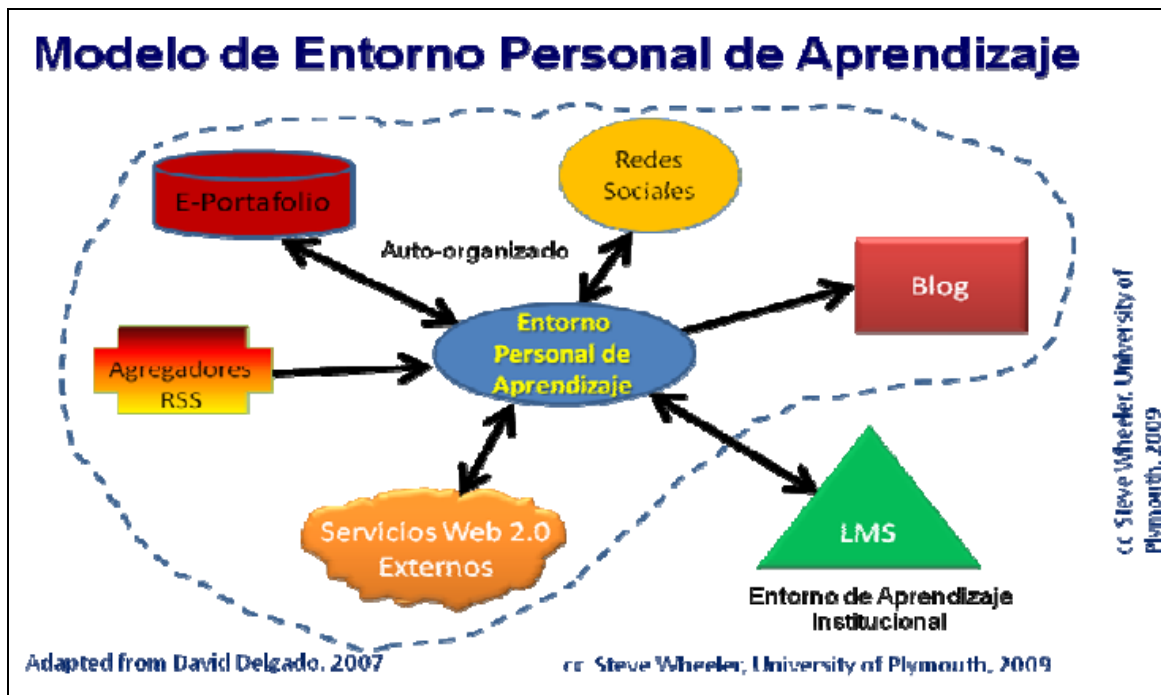 Modelo de Entorno Personal de Aprendizaje
E-Portafolio
Redes
Sociales
Auto-organizado
Blog
Entorno
Personal de
Aprendizaje
Agregadores
RSS
Servicios Web 2.0
Externos
LMS
Entorno de Aprendizaje
Institucional
cc Steve Wheeler, University of
Plymouth, 2009
Adapted from David Delgado, 2007
cc Steve Wheeler, University of Plymouth, 2009